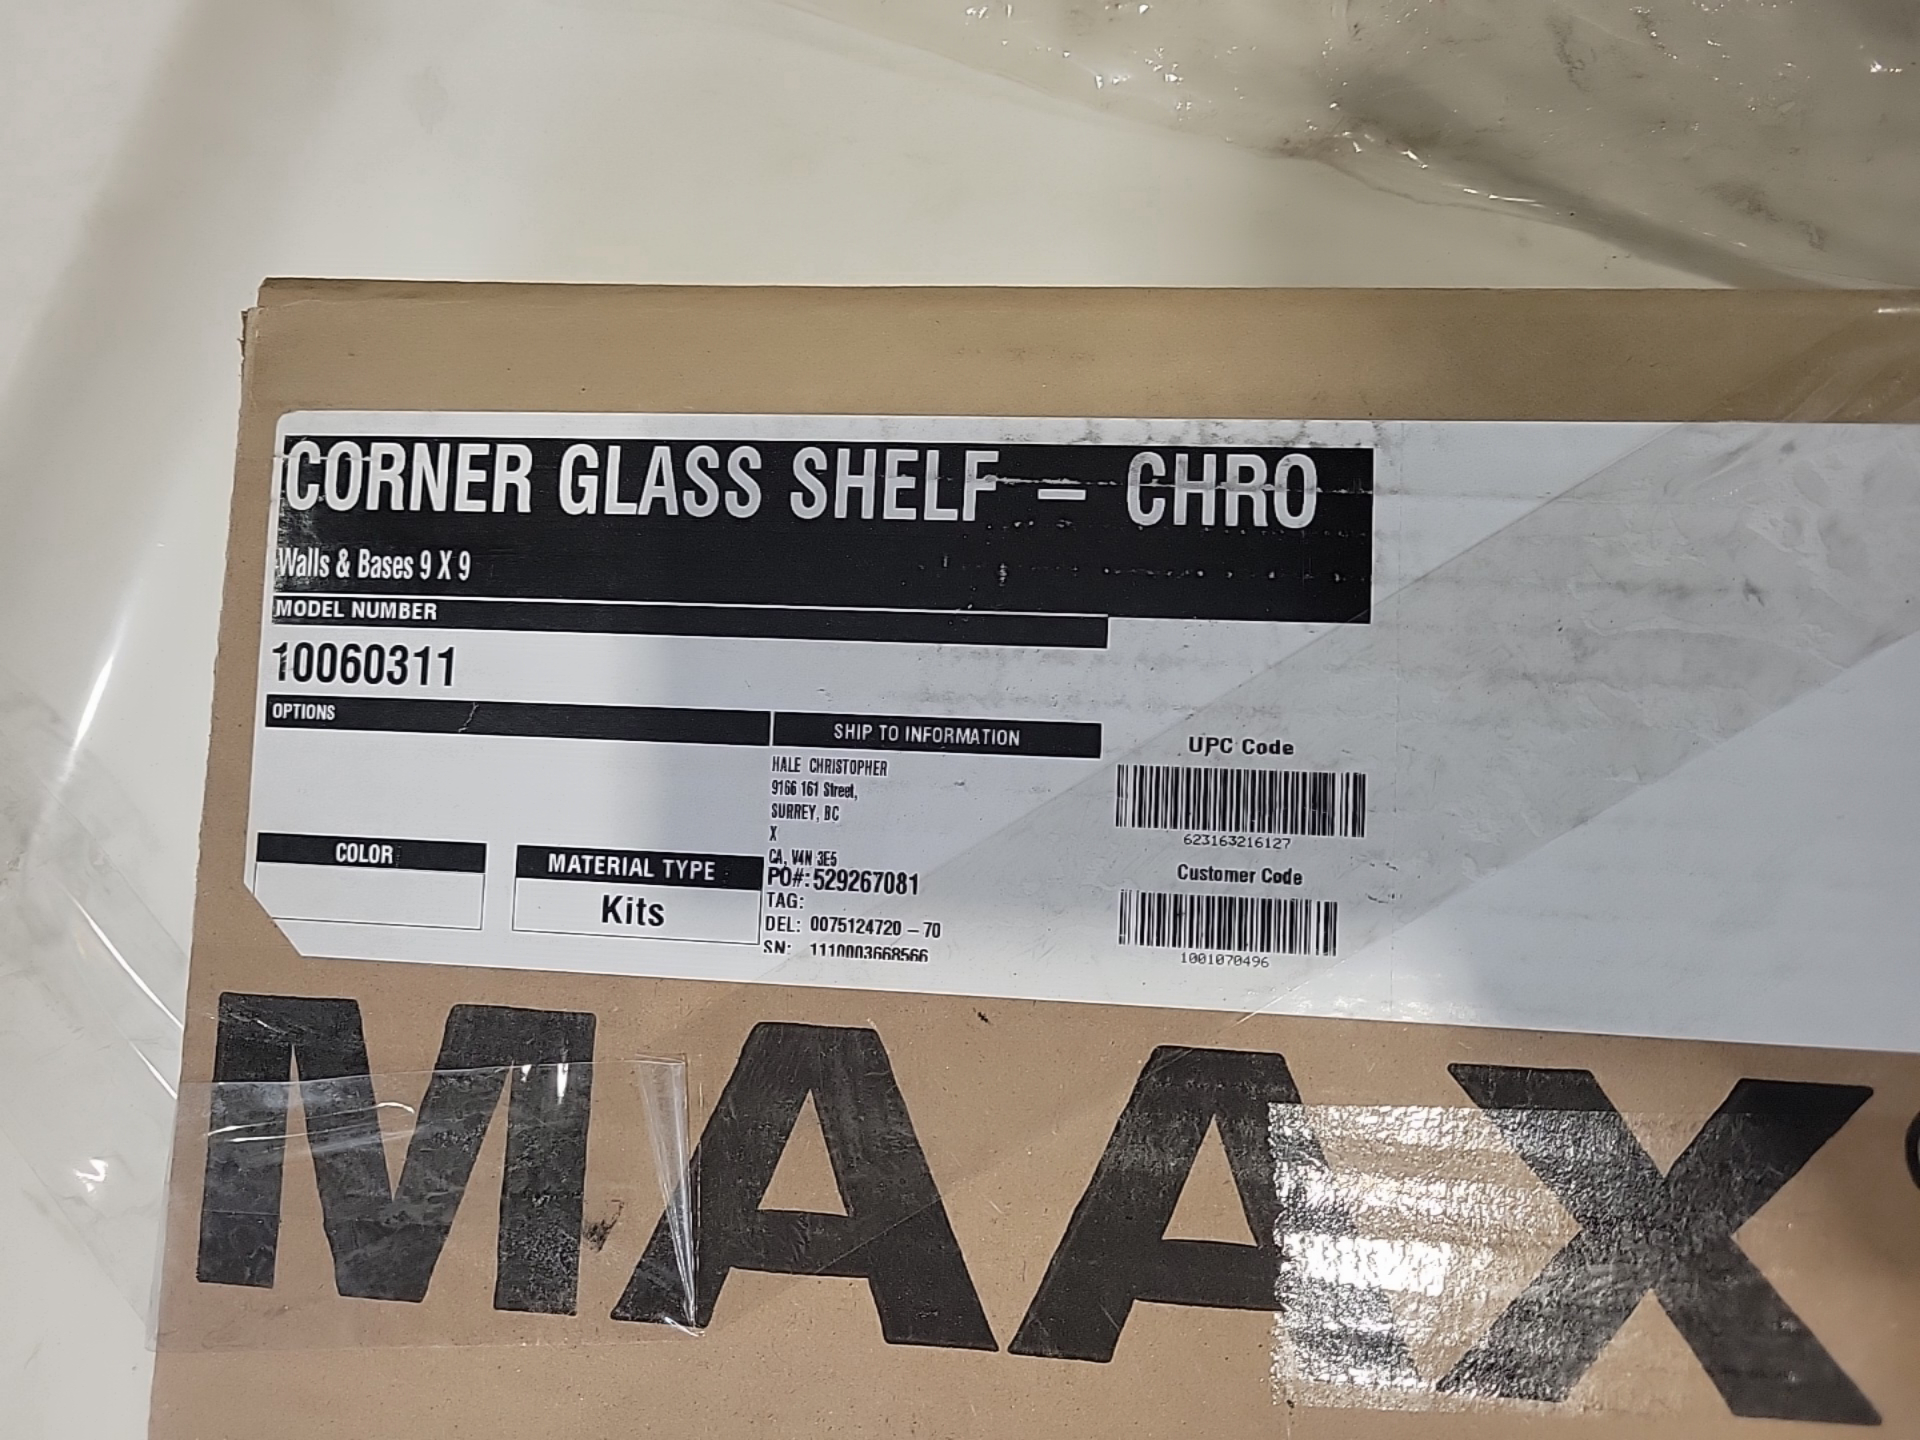 CORNER GLASS SHELF – CHRO
Walls & Bases 9 X 9
MODEL NUMBER
10060311
OPTIONS
SHIP TO INFORMATION
HALE CHRISTOPHER
9166 161 Street,
SURREY, BC
X
CA, V4N 3E5
PO#: 529267081
TAG:
DEL: 0075124720 – 70
SN: 1110003668566
COLOR
MATERIAL TYPE
Kits
UPC Code
623163216127
Customer Code
1001070496
MAAX